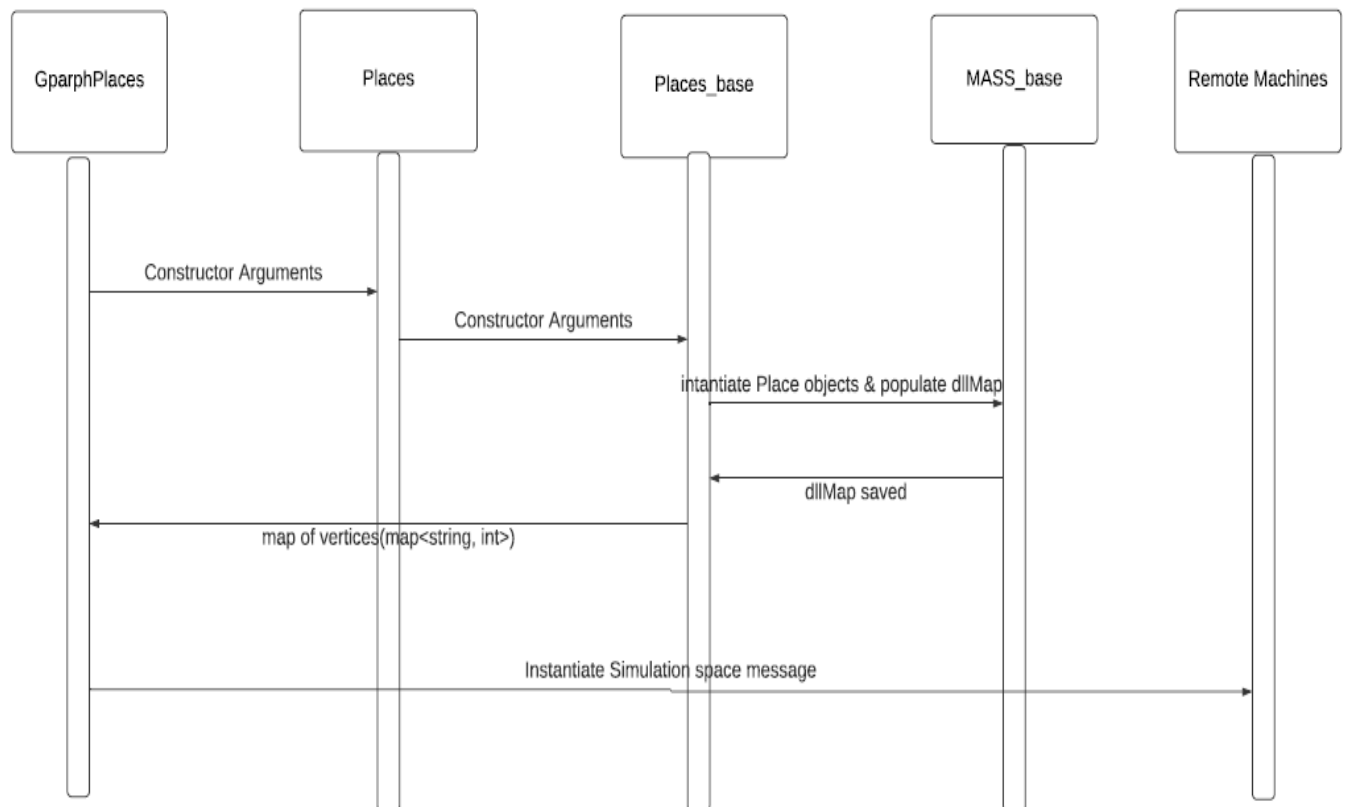 GparphPlaces
Places
Places_base
MASS_base
Remote Machines
Constructor Arguments
Constructor Arguments
intantiate Place objects & populate dllMap
dllMap saved
map of vertices(map<string, int>)
Instantiate Simulation space message